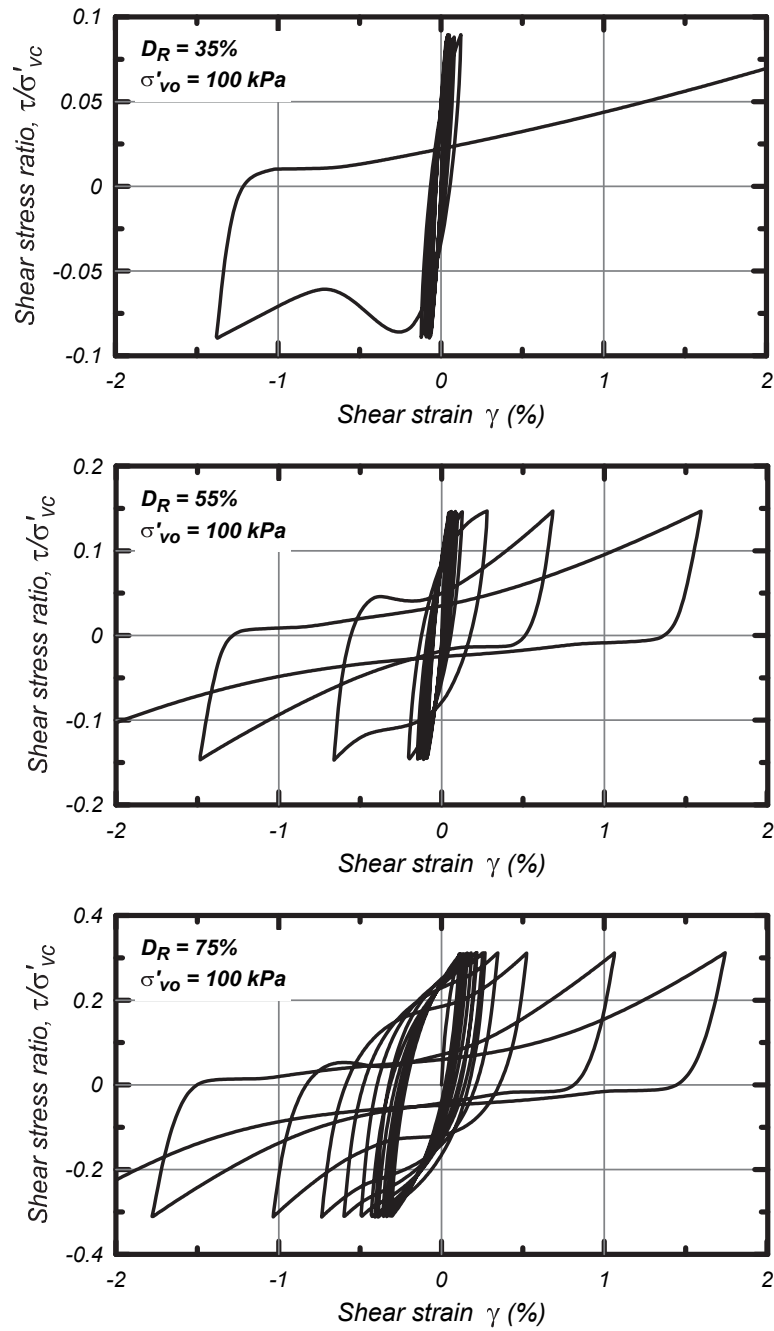 0.1
D_R = 35%
σ'_vo = 100 kPa
0.05
0
-0.05
-0.1
Shear stress ratio, τ/σ'_vc
-2 -1 0 1 2
Shear strain γ (%)
0.2
D_R = 55%
σ'_vo = 100 kPa
0.1
0
-0.1
-0.2
Shear stress ratio, τ/σ'_vc
-2 -1 0 1 2
Shear strain γ (%)
0.4
D_R = 75%
σ'_vo = 100 kPa
0.2
0
-0.2
-0.4
Shear stress ratio, τ/σ'_vc
-2 -1 0 1 2
Shear strain γ (%)